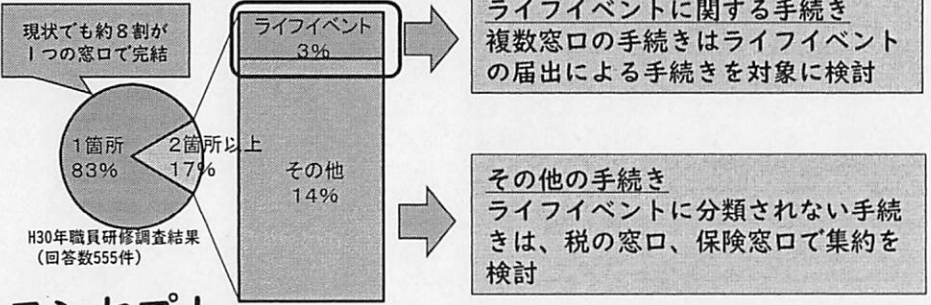 現状でも約8割が
1つの窓口で完結
1箇所
83%
2箇所以上
17%
H30年職員研修調査結果
(回答数555件)
ライフイベント
3%
その他
14%
ライフイベントに関する手続き
複数窓口の手続きはライフイベント
の届出による手続きを対象に検討
その他の手続き
ライフイベントに分類されない手続
きは、税の窓口、保険窓口で集約を
検討